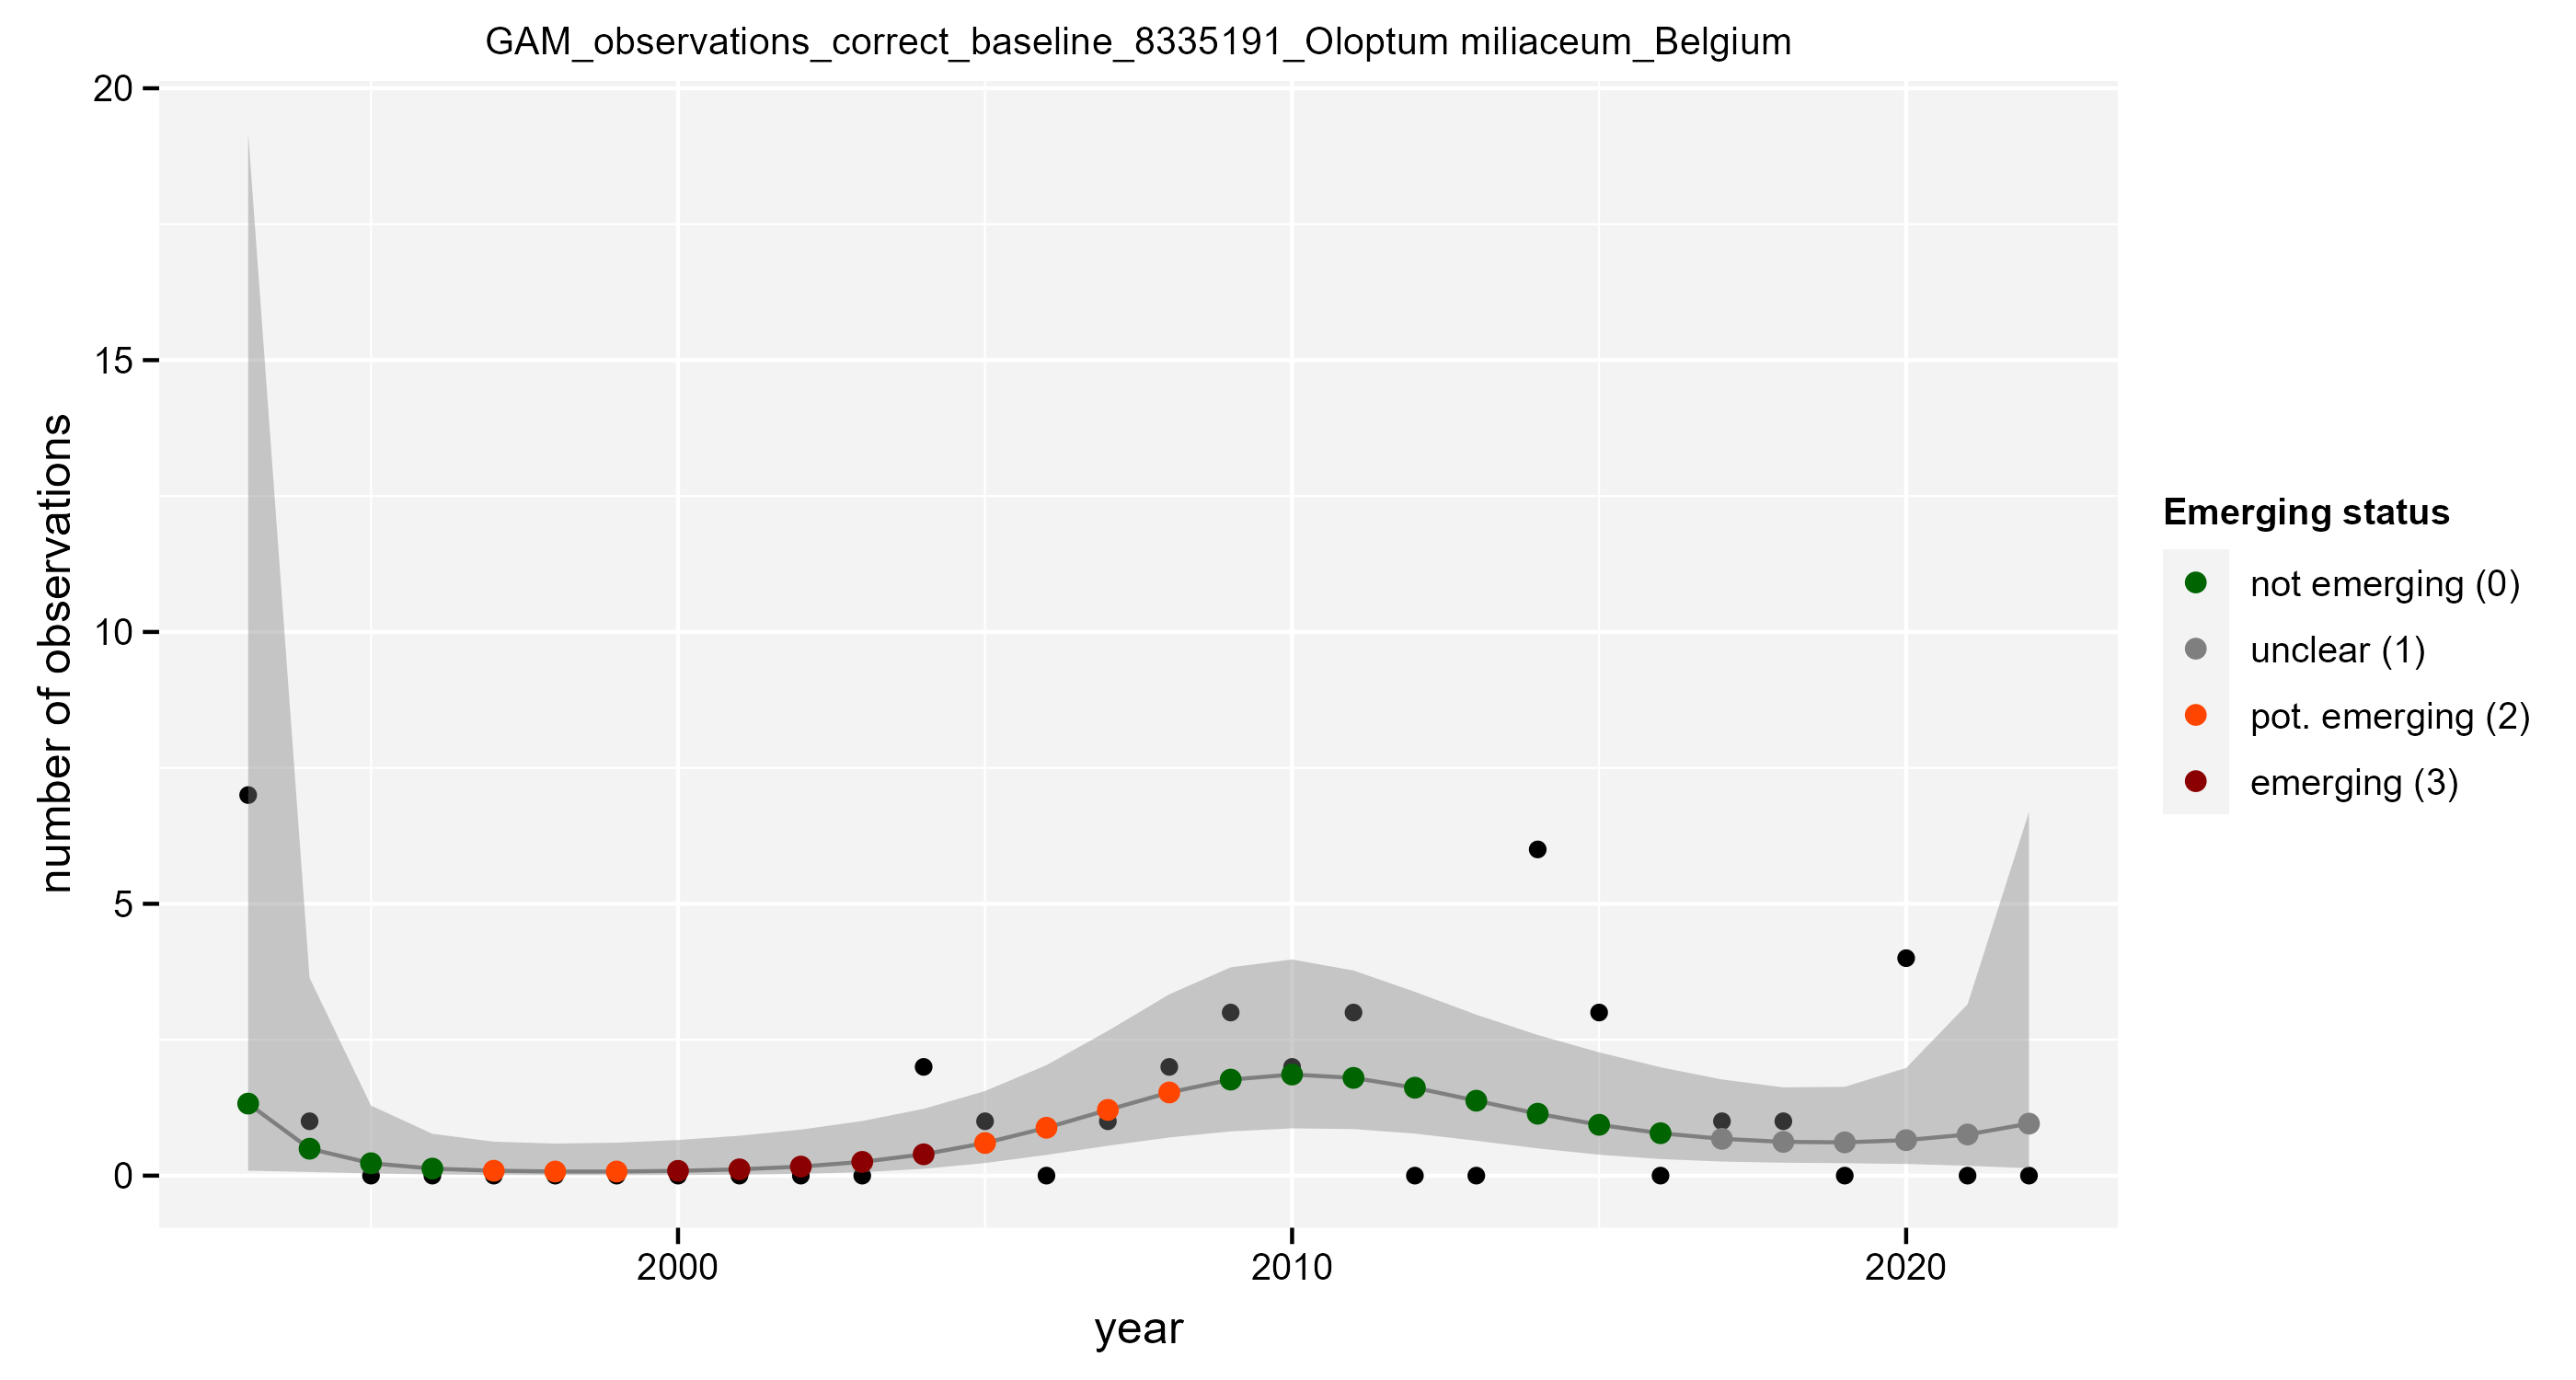 GAM_observations_correct_baseline_8335191_Oloptum miliaceum_Belgium
20
15
10
5
0
number of observations
2000
2010
2020
year
Emerging status
not emerging (0)
unclear (1)
pot. emerging (2)
emerging (3)